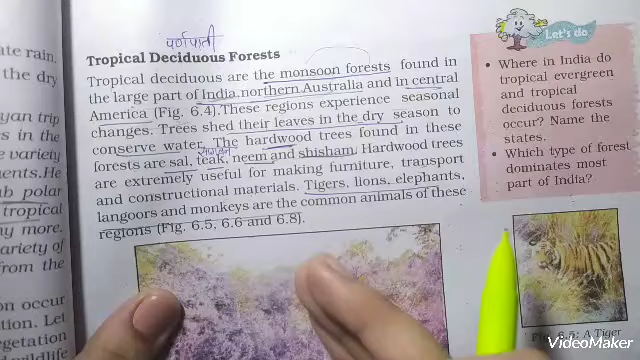 ate rain.
the dry
yan trip
s in the
e variety
nents.He
ub polar
tropical
ny more.
ariety of
from the
on occur
tion. Let
egetation
पर्णपाती
Tropical Deciduous Forests
Tropical deciduous are the monsoon forests found in
the large part of India, northern Australia and in central
America (Fig. 6.4).These regions experience seasonal
changes. Trees shed their leaves in the dry season to
conserve water. The hardwood trees found in these
forests are sal, teak, neem and shisham. Hardwood trees
are extremely useful for making furniture, transport
and constructional materials. Tigers, lions, elephants,
langoors and monkeys are the common animals of these
regions (Fig. 6.5, 6.6 and 6.8).
Let's do
• Where in India do
tropical evergreen
and tropical
deciduous forests
occur? Name the
states.
• Which type of forest
dominates most
part of India?
Fig. 6.5: A Tiger
VideoMaker